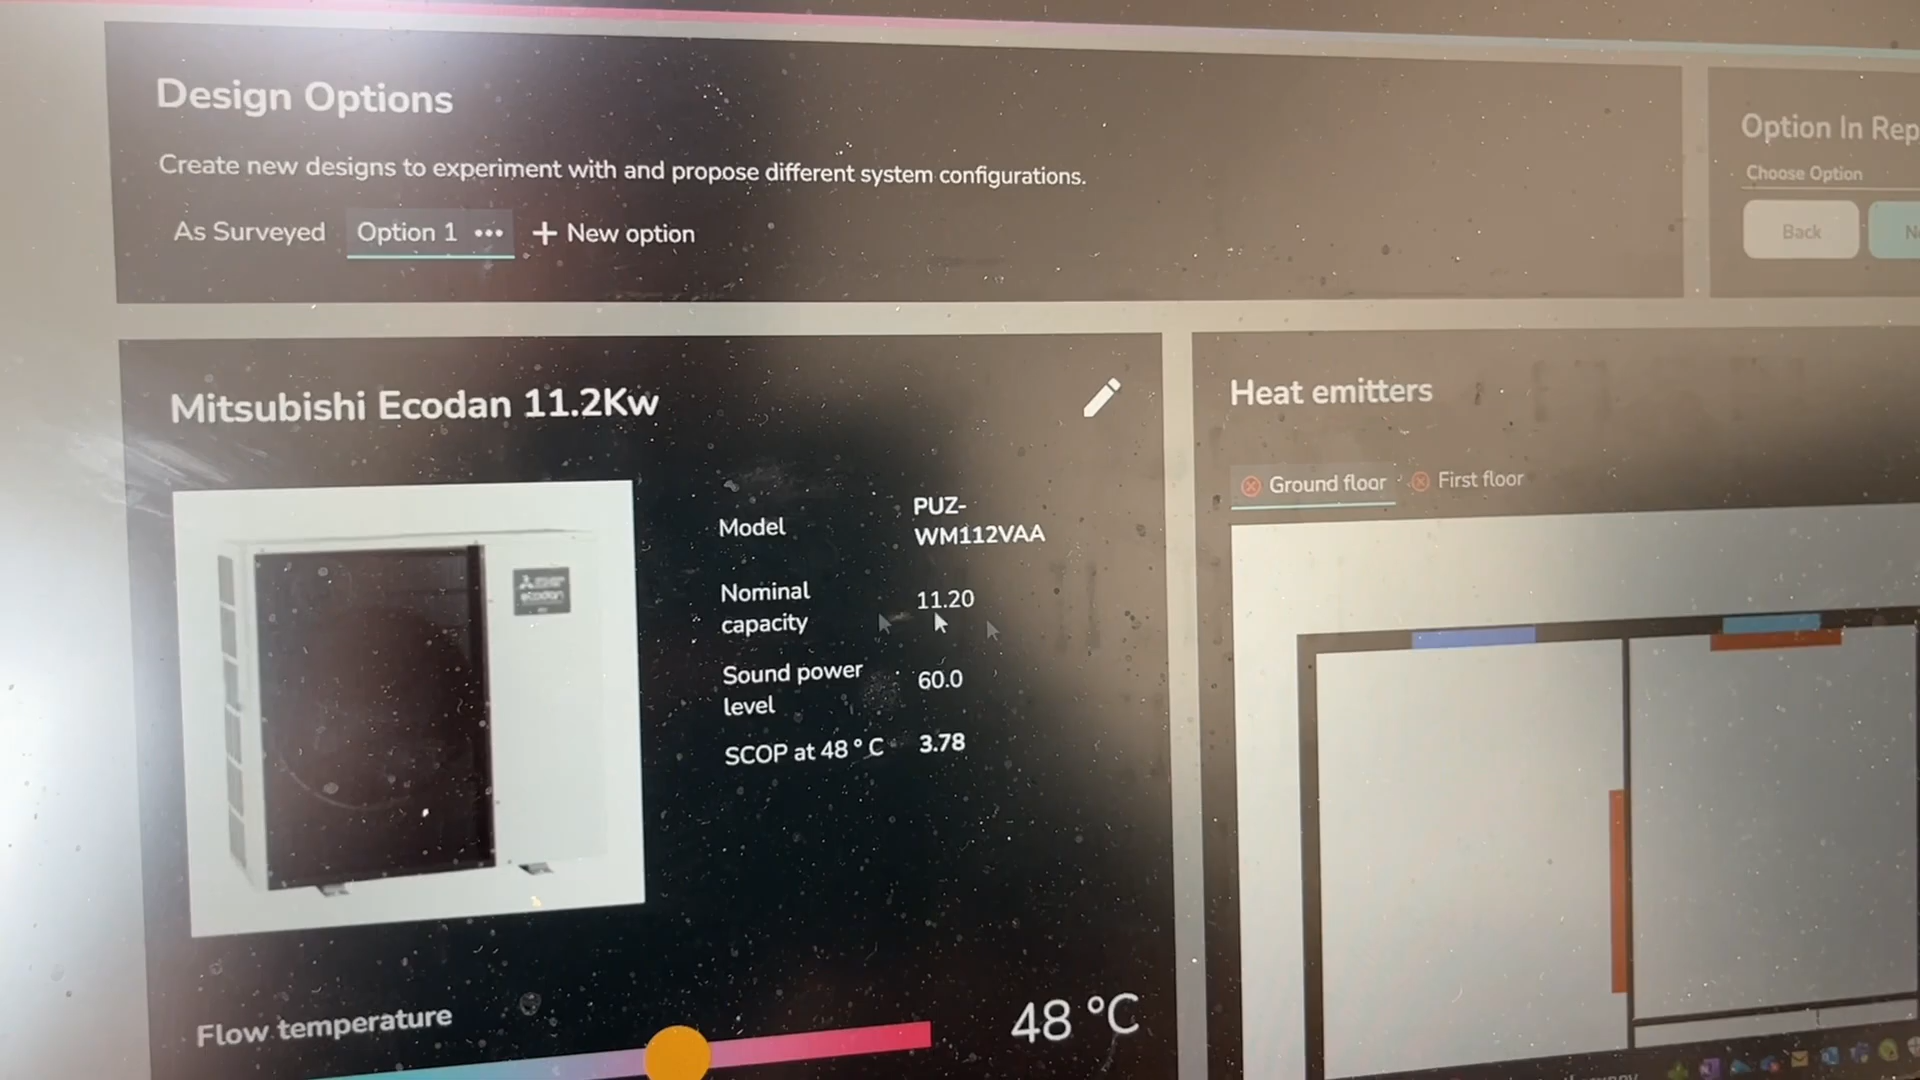 Design Options
Create new designs to experiment with and propose different system configurations.
As Surveyed
Option 1 •••
+ New option
Option In
Choose Option
Back
Mitsubishi Ecodan 11.2Kw
Model
PUZ-
WM112VAA
Nominal
capacity
11.20
Sound power
level
60.0
SCOP at 48 ° C
3.78
ecodan
Flow temperature
48 °C
Heat emitters
Ground floor
First floor